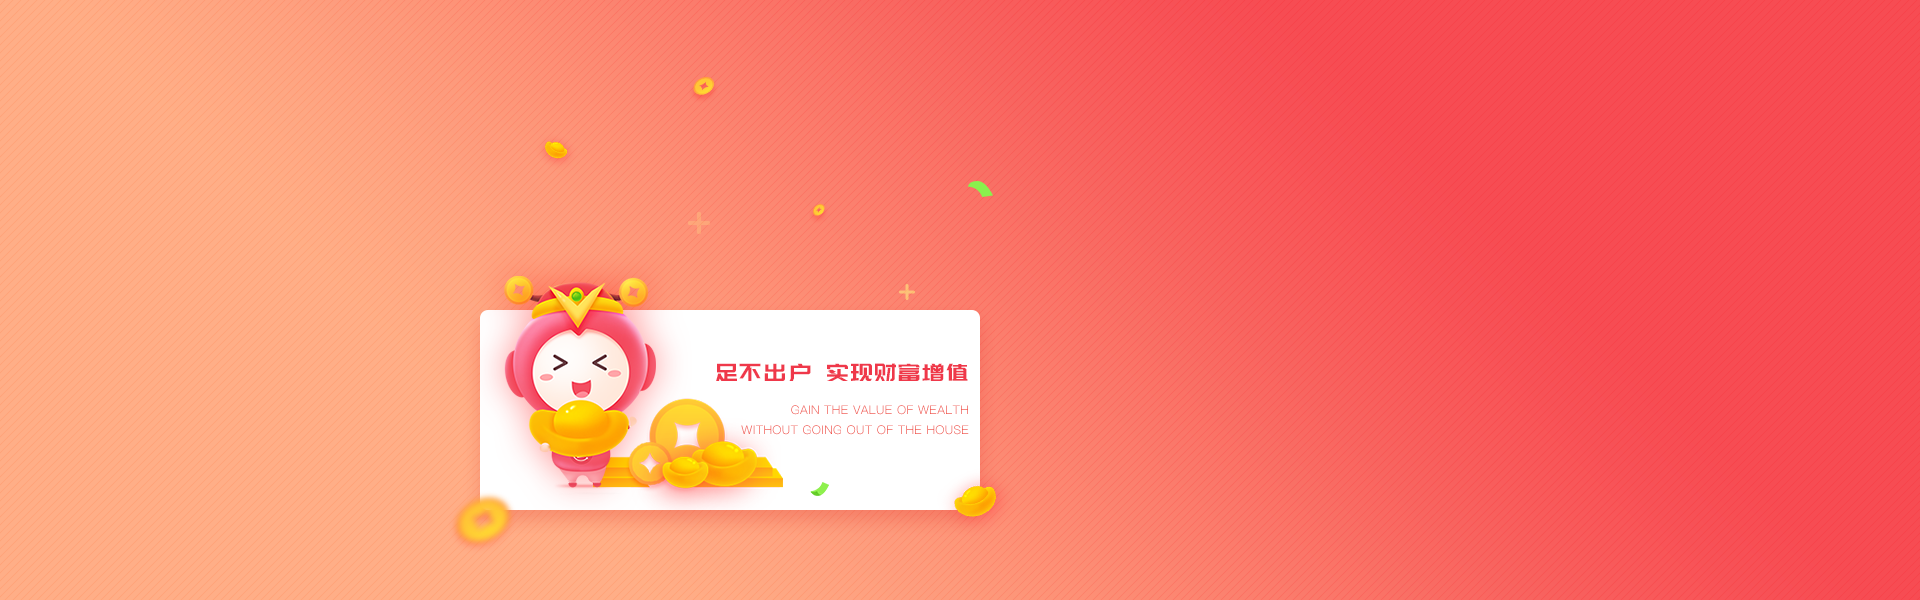 足不出户 实现财富增值
GAIN THE VALUE OF WEALTH
WITHOUT GOING OUT OF THE HOUSE